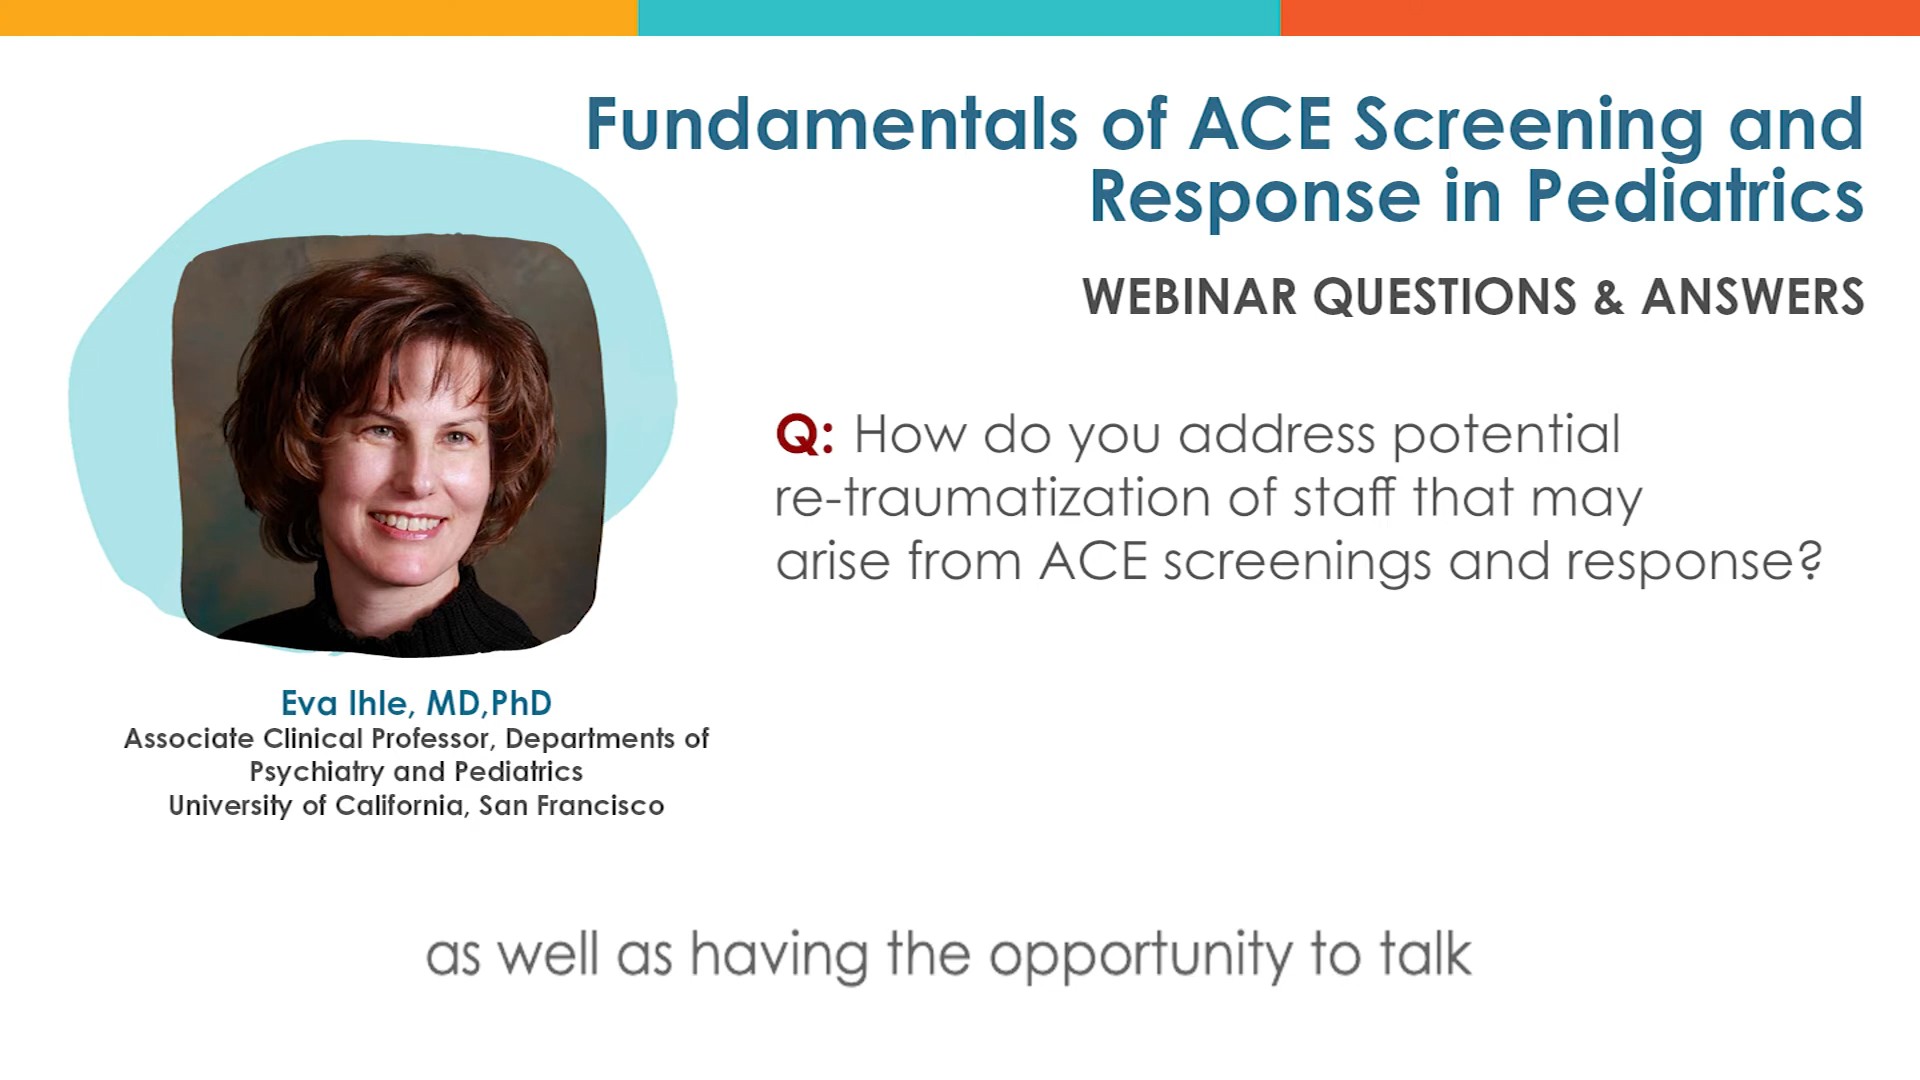 Fundamentals of ACE Screening and
Response in Pediatrics
WEBINAR QUESTIONS & ANSWERS
Q: How do you address potential
re-traumatization of staff that may
arise from ACE screenings and response?
Eva Ihle, MD,PhD
Associate Clinical Professor, Departments of
Psychiatry and Pediatrics
University of California, San Francisco
as well as having the opportunity to talk